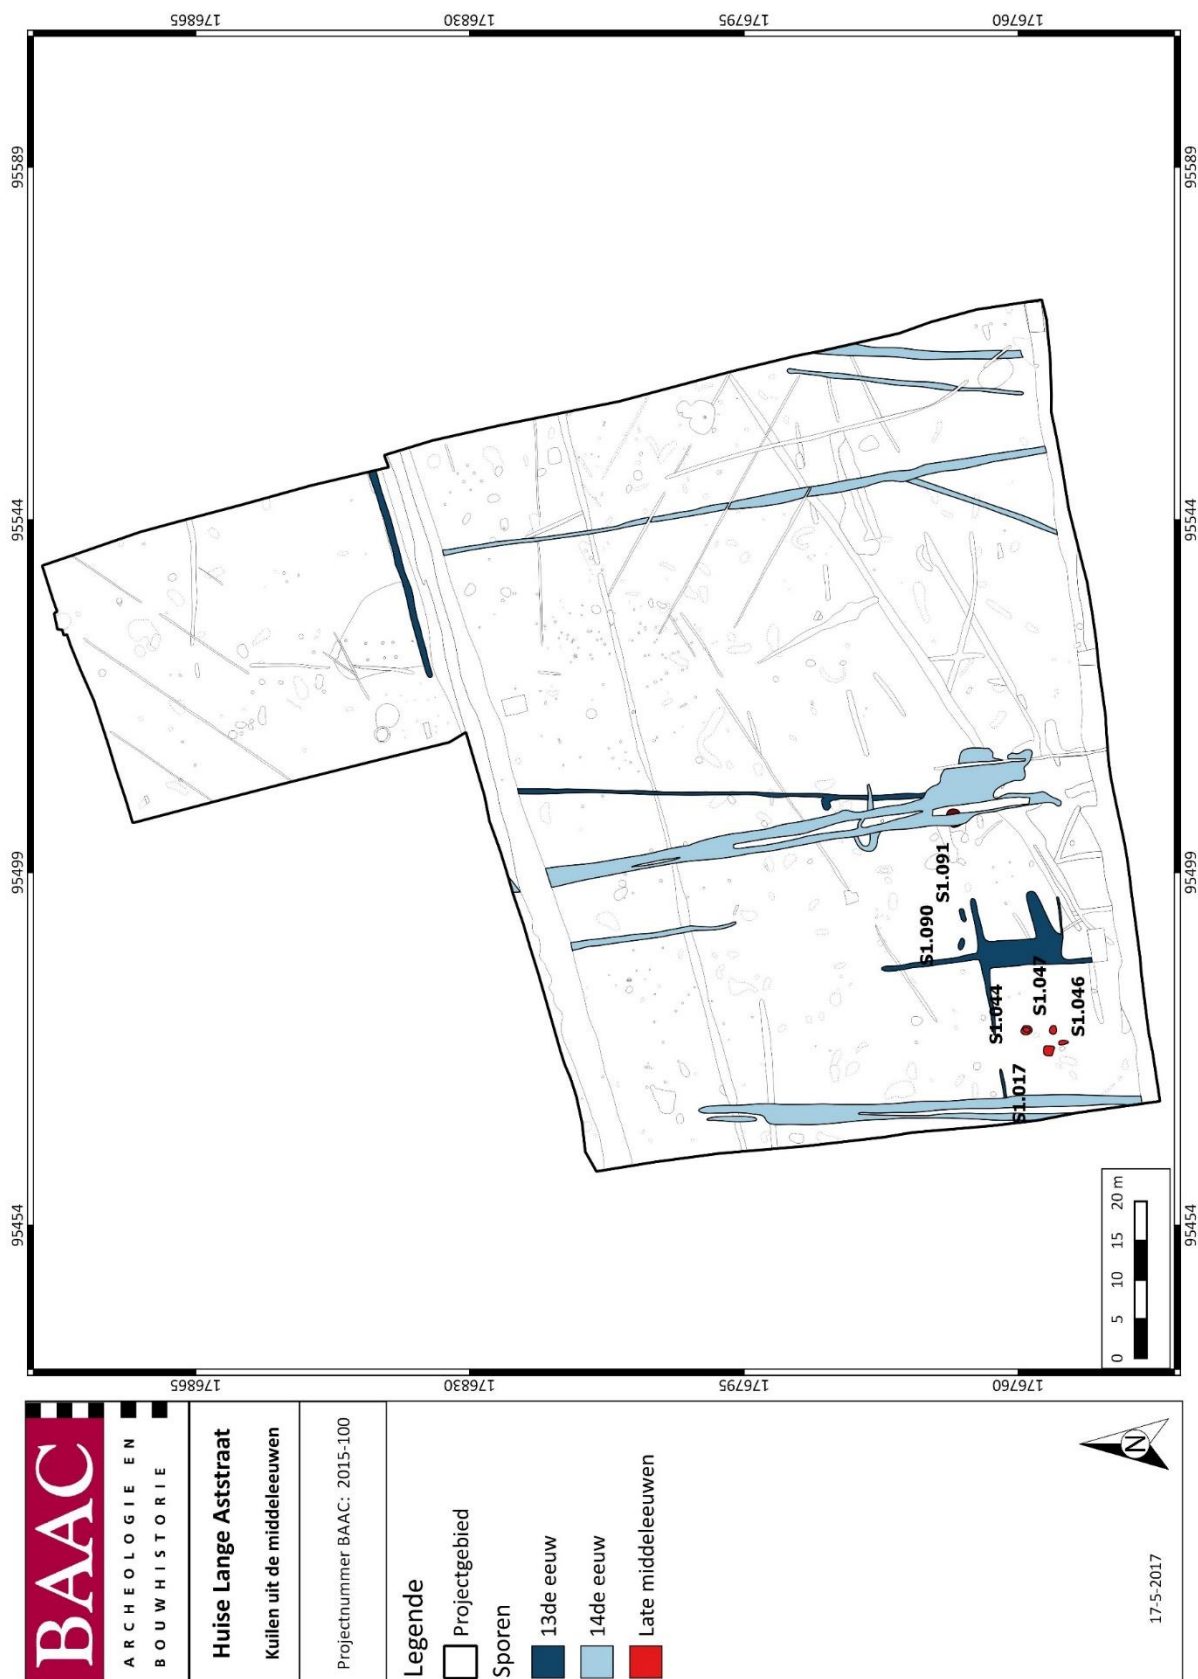 BAAC
ARCHEOLOGIE EN
BOUWHISTORIE
Huise Lange Aststraat
Kuilen uit de middeleeuwen
Projectnummer BAAC: 2015-100
Legende
Projectgebied
Sporen
13de eeuw
14de eeuw
Late middeleeuwen
17-5-2017
N
95454
95499
95544
95589
176865
176865
176830
176830
176795
176795
176760
176760
S1.090
S1.091
S1.044
S1.047
S1.017
S1.046
0 5 10 15 20 m
95454
95499
95544
95589